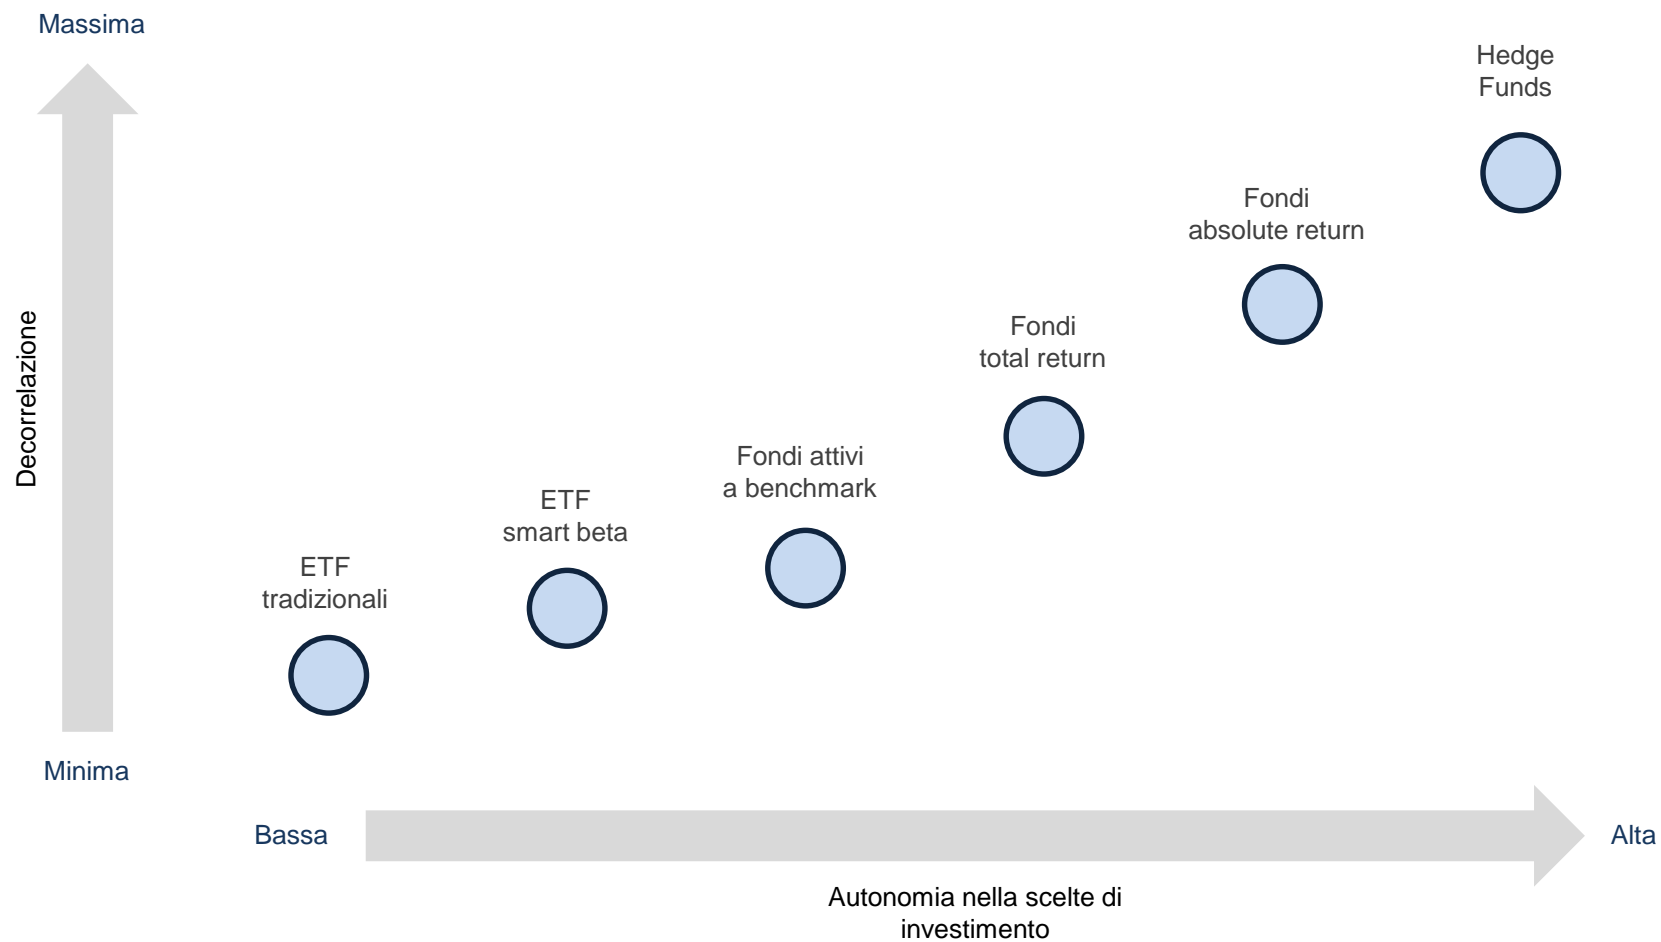 Massima
Hedge
Funds
Fondi
absolute return
Fondi
total return
Decorrelazione
Fondi attivi
a benchmark
ETF
smart beta
ETF
tradizionali
Minima
Bassa
Alta
Autonomia nella scelte di
investimento